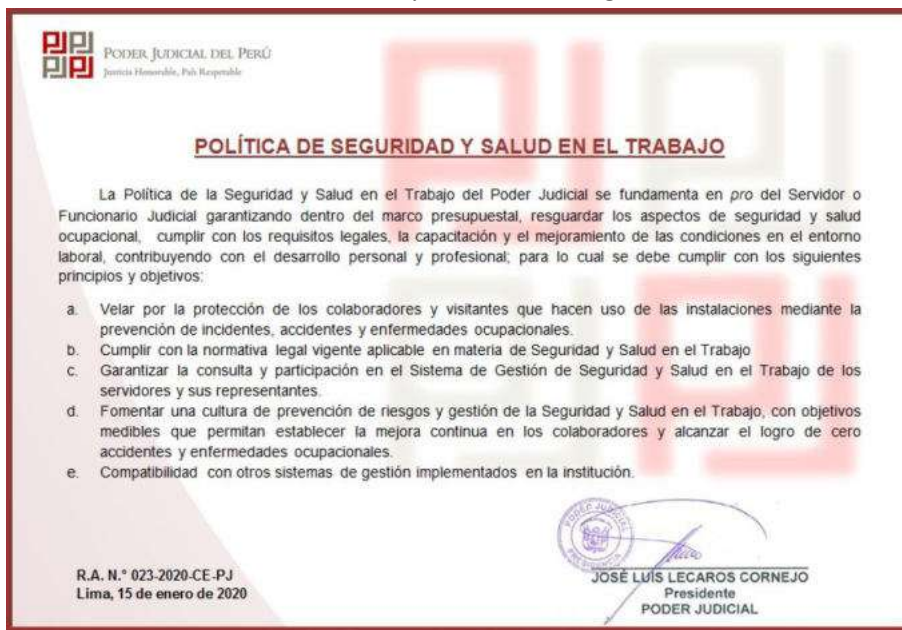 PODER JUDICIAL DEL PERÚ
Justicia Honorable, País Respetable
POLÍTICA DE SEGURIDAD Y SALUD EN EL TRABAJO
La Política de la Seguridad y Salud en el Trabajo del Poder Judicial se fundamenta en pro del Servidor o
Funcionario Judicial garantizando dentro del marco presupuestal, resguardar los aspectos de seguridad y salud
ocupacional, cumplir con los requisitos legales, la capacitación y el mejoramiento de las condiciones en el entorno
laboral, contribuyendo con el desarrollo personal y profesional; para lo cual se debe cumplir con los siguientes
principios y objetivos:
a. Velar por la protección de los colaboradores y visitantes que hacen uso de las instalaciones mediante la
prevención de incidentes, accidentes y enfermedades ocupacionales.
b. Cumplir con la normativa legal vigente aplicable en materia de Seguridad y Salud en el Trabajo
c. Garantizar la consulta y participación en el Sistema de Gestión de Seguridad y Salud en el Trabajo de los
servidores y sus representantes.
d. Fomentar una cultura de prevención de riesgos y gestión de la Seguridad y Salud en el Trabajo, con objetivos
medibles que permitan establecer la mejora continua en los colaboradores y alcanzar el logro de cero
accidentes y enfermedades ocupacionales.
e. Compatibilidad con otros sistemas de gestión implementados en la institución.
PODER JUDICIAL
PRESIDENCIA
R.A. N.° 023-2020-CE-PJ
Lima, 15 de enero de 2020
JOSÉ LUIS LECAROS CORNEJO
Presidente
PODER JUDICIAL